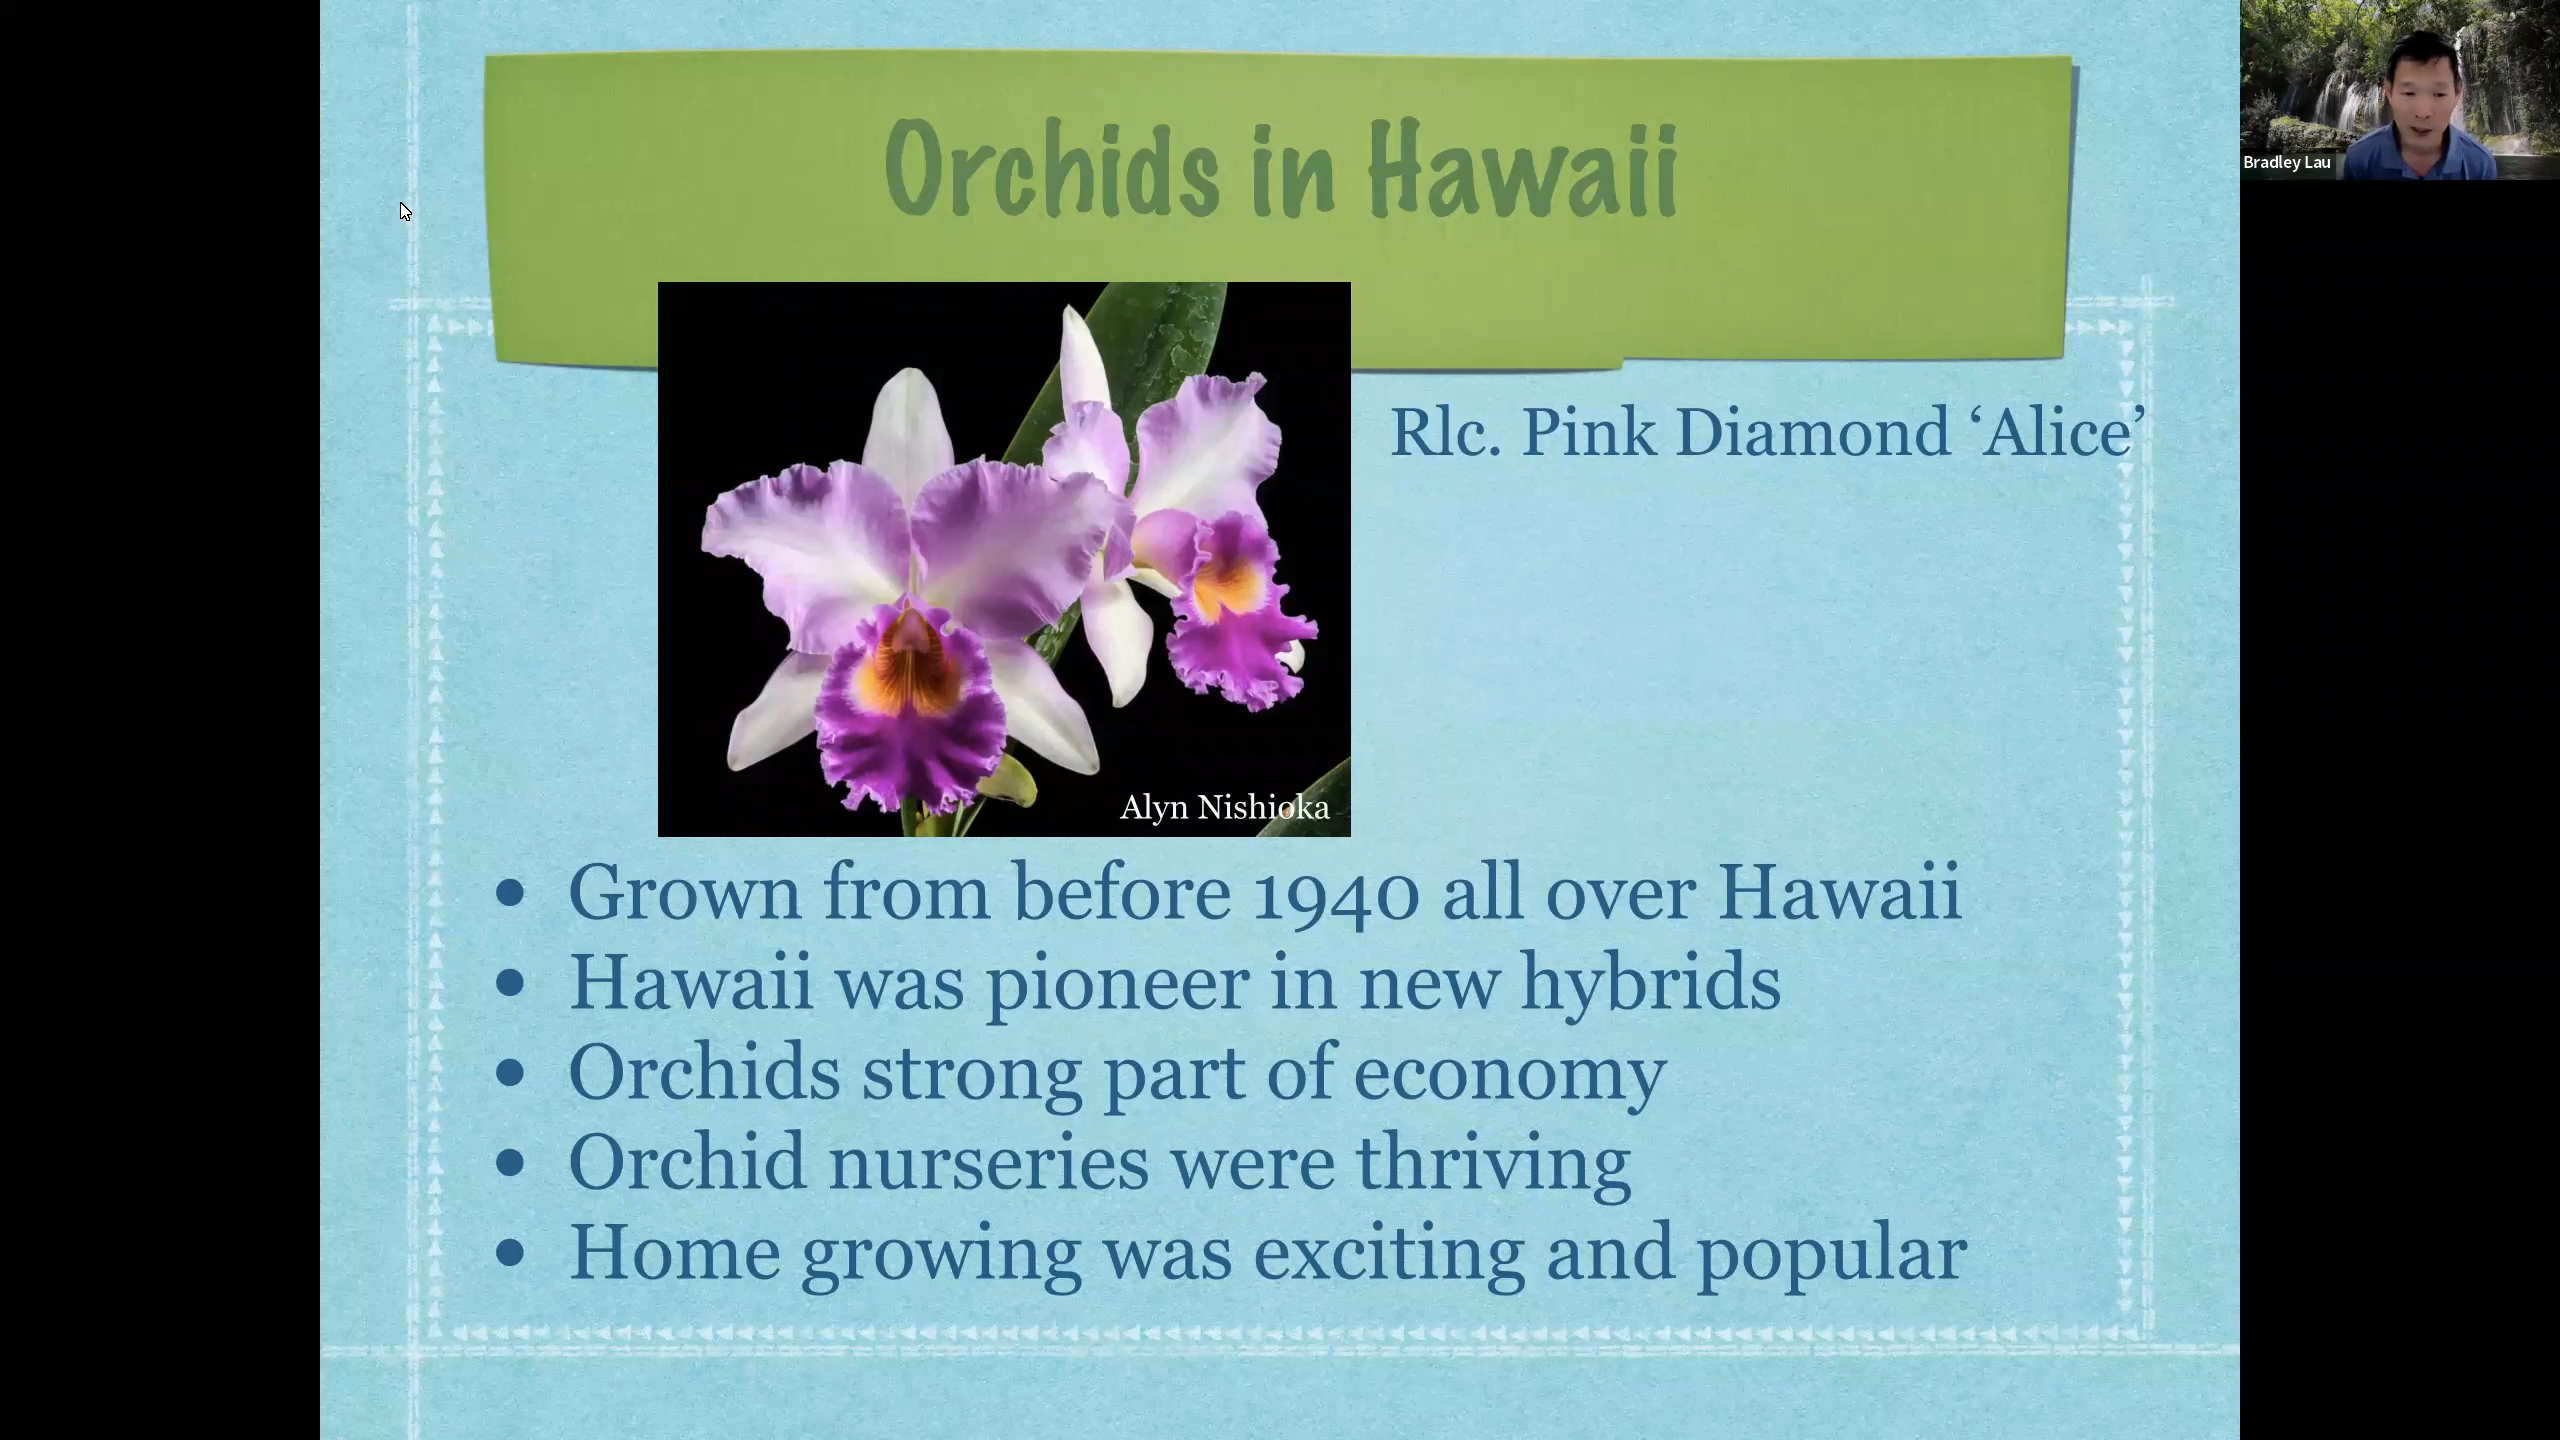 Orchids in Hawaii
Bradley Lau
Rlc. Pink Diamond ‘Alice’
Alyn Nishioka
• Grown from before 1940 all over Hawaii
• Hawaii was pioneer in new hybrids
• Orchids strong part of economy
• Orchid nurseries were thriving
• Home growing was exciting and popular